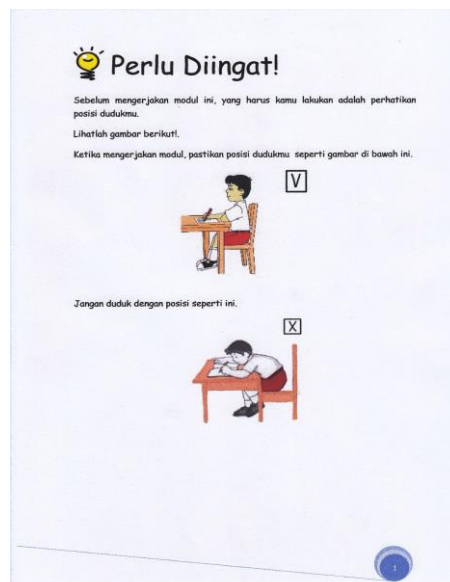 Perlu Diingat!
Sebelum mengerjakan modul ini, yang harus kamu lakukan adalah perhatikan
posisi dudukmu.
Lihatlah gambar berikut!.
Ketika mengerjakan modul, pastikan posisi dudukmu seperti gambar di bawah ini.
V
Jangan duduk dengan posisi seperti ini.
X
1